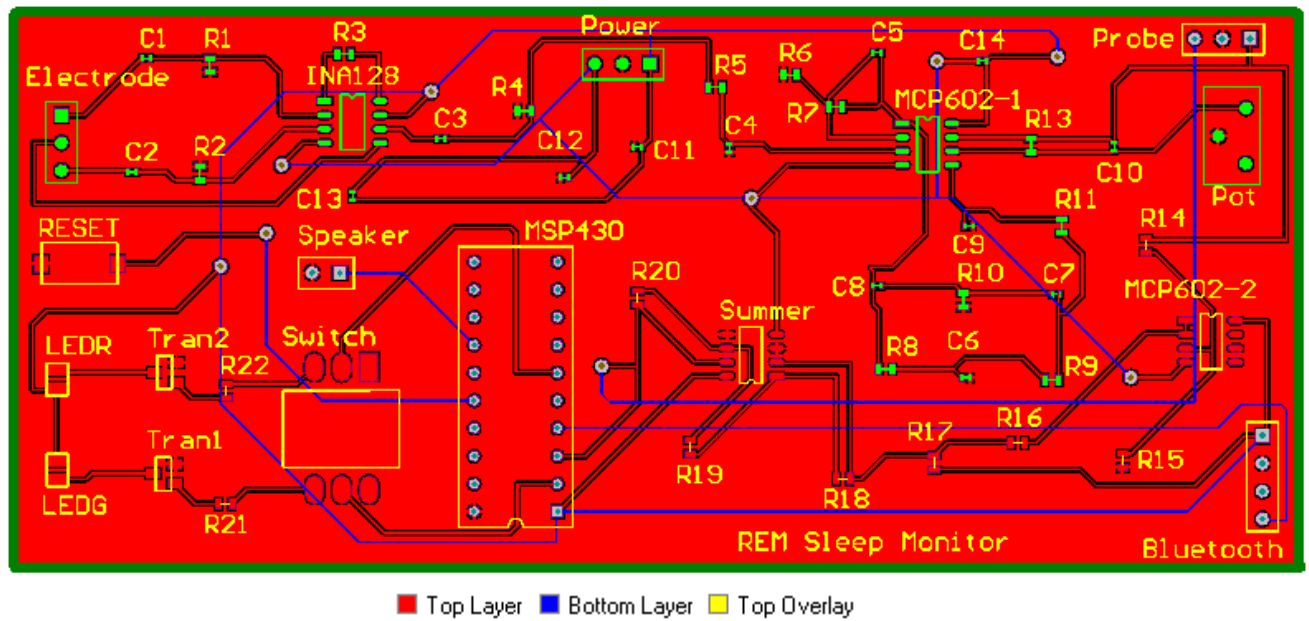 Power
C1 R1 R3 C5 C14 Probe
Electrode INA128 R4 R5 R6 R7 MCP602-1
C2 R2 C3 C12 C4 C11 R13 C10
C13 Pot
RESET Speaker MSP430 C9 R11 R14
R20 C8 R10 C7 MCP602-2
Summer
LEDR Tran2 R22 Switch R8 C6 R9
Tran1 R17 R16
LEDG R21 R19 R18 R15
REM Sleep Monitor Bluetooth
Top Layer Bottom Layer Top Overlay